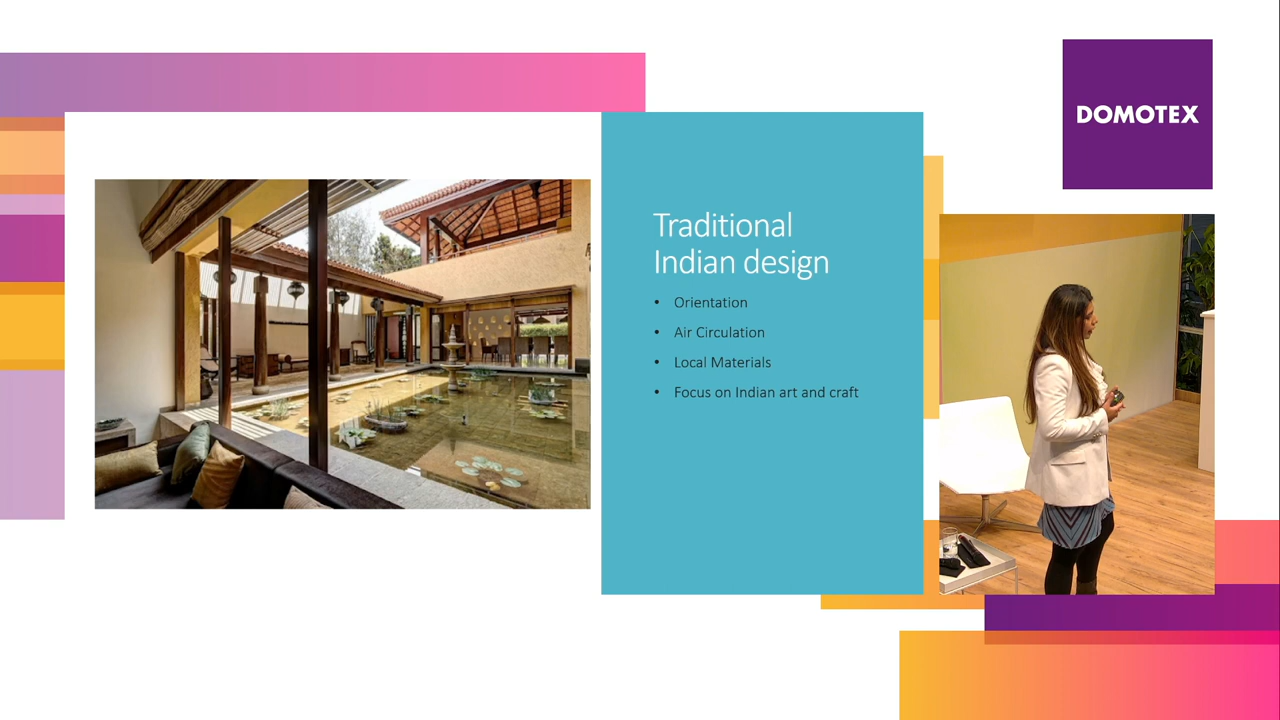 DOMOTEX
Traditional
Indian design
• Orientation
• Air Circulation
• Local Materials
• Focus on Indian art and craft